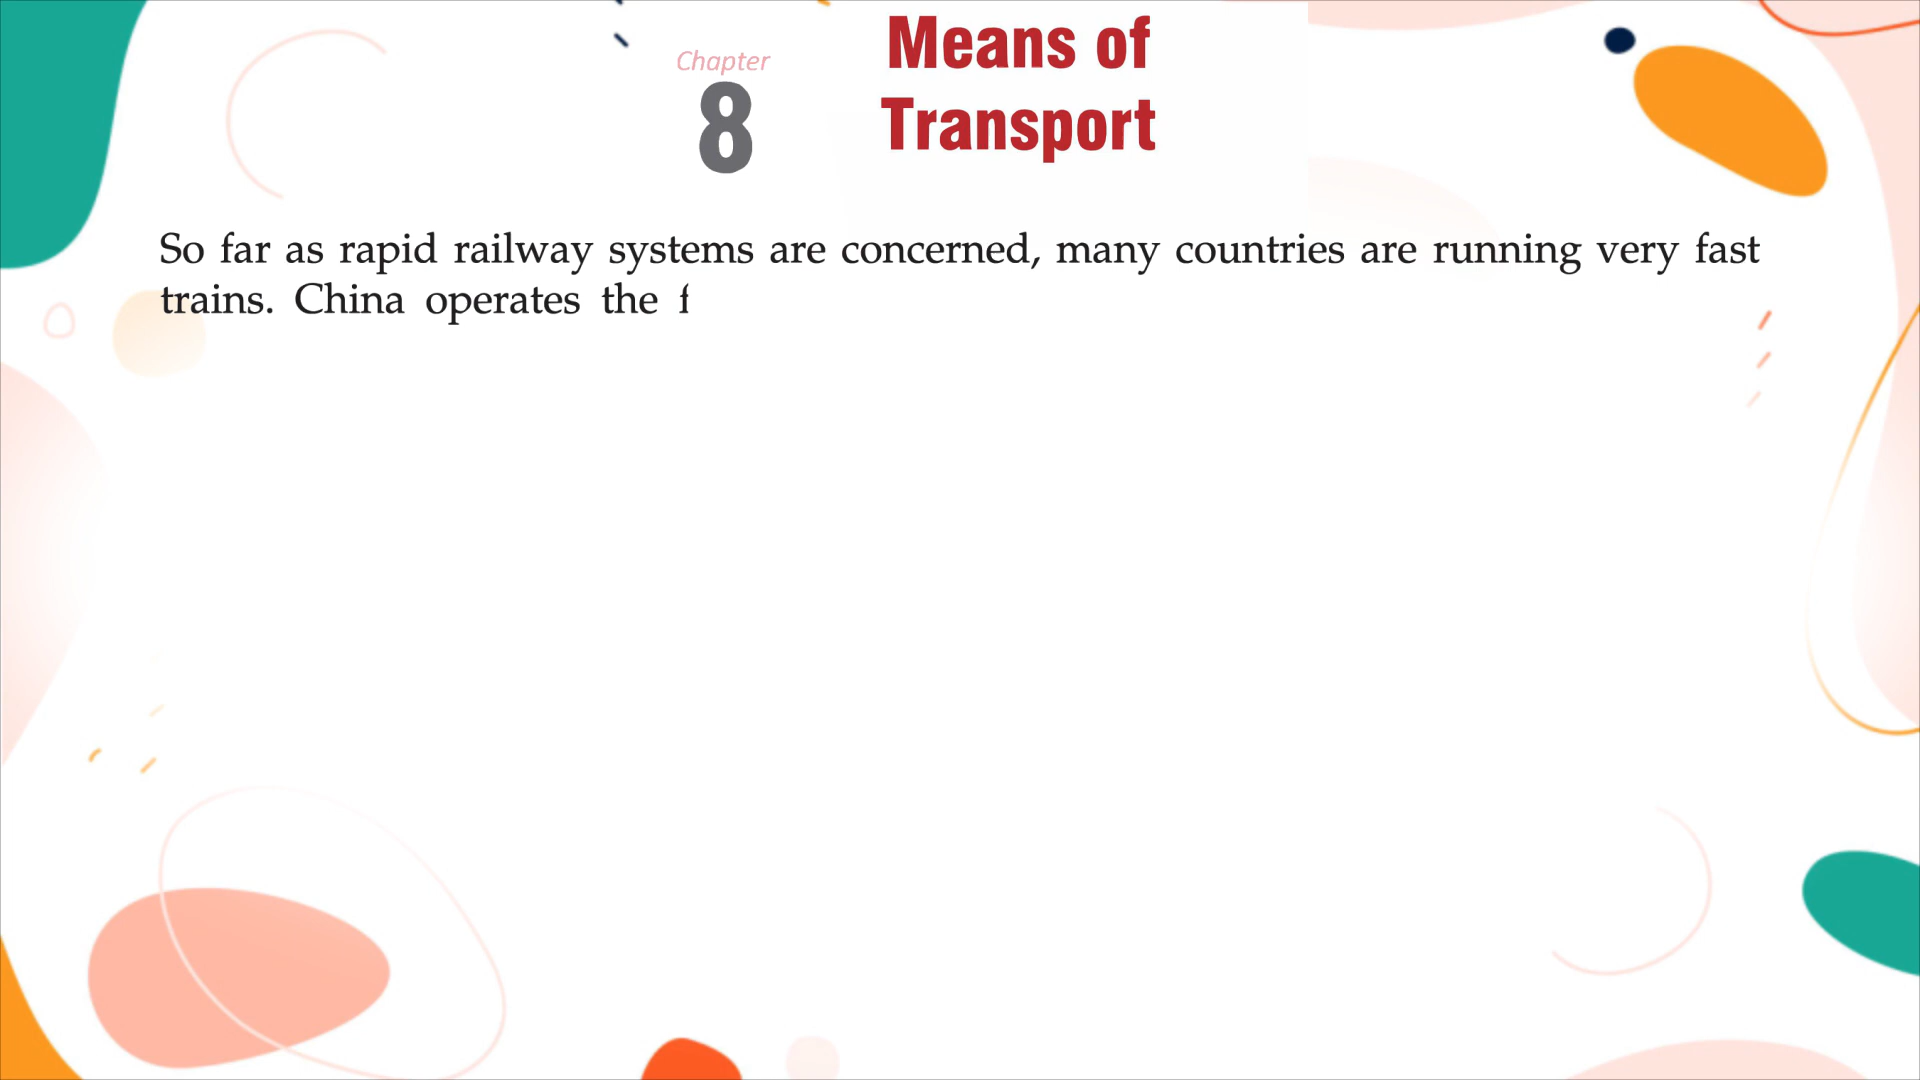 Chapter
8
Means of
Transport
So far as rapid railway systems are concerned, many countries are running very fast
trains. China operates the